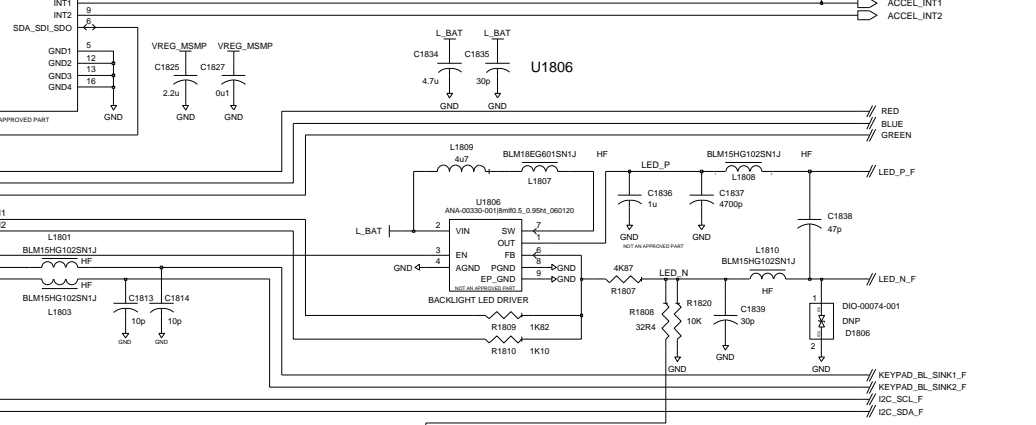 INT1
ACCEL_INT1
INT2
9
ACCEL_INT2
SDA_SDI_SDO
6
GND1
5
GND2
12
GND3
13
GND4
16
GND
APPROVED PART
VREG_MSMP
VREG_MSMP
C1825
C1827
2.2u
0u1
GND
GND
L_BAT
L_BAT
C1834
C1835
4.7u
30p
GND
GND
U1806
RED
BLUE
GREEN
L1809
4u7
BLM18EG601SN1J
HF
L1807
LED_P
BLM15HG102SN1J
HF
L1808
LED_P_F
U1806
ANA-00330-001|8mlf0.5_0.95ht_060120
C1836
1u
GND
NOT AN APPROVED PART
C1837
4700p
GND
C1838
47p
L_BAT
2
VIN
SW
7
OUT
1
3
EN
FB
6
GND
4
AGND
PGND
8
GND
EP_GND
9
GND
NOT AN APPROVED PART
BACKLIGHT LED DRIVER
L1801
BLM15HG102SN1J
HF
HF
BLM15HG102SN1J
L1803
C1813
C1814
10p
10p
GND
GND
4K87
R1807
LED_N
L1810
BLM15HG102SN1J
HF
LED_N_F
R1808
32R4
R1820
10K
GND
C1839
30p
GND
1
DIO-00074-001
DNP
D1806
2
GND
R1809
1K82
R1810
1K10
KEYPAD_BL_SINK1_F
KEYPAD_BL_SINK2_F
I2C_SCL_F
I2C_SDA_F